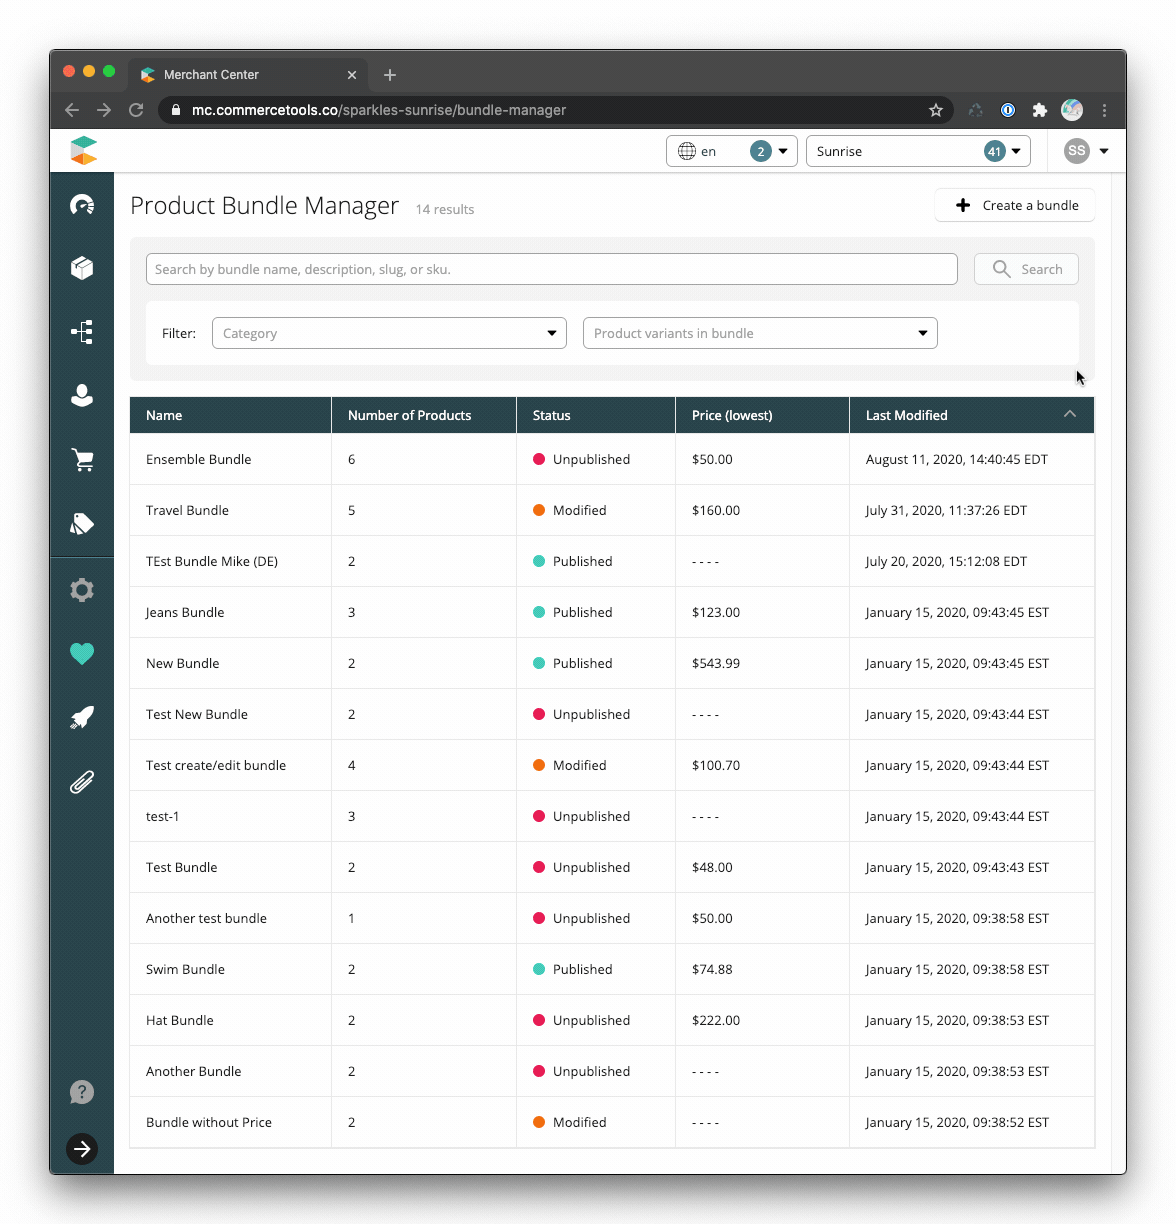 Merchant Center
mc.commercetools.co/sparkles-sunrise/bundle-manager
en 2 Sunrise 41 SS
Product Bundle Manager 14 results Create a bundle
Search by bundle name, description, slug, or sku. Search
Filter: Category Product variants in bundle
Name Number of Products Status Price (lowest) Last Modified
Ensemble Bundle 6 Unpublished $50.00 August 11, 2020, 14:40:45 EDT
Travel Bundle 5 Modified $160.00 July 31, 2020, 11:37:26 EDT
TEst Bundle Mike (DE) 2 Published - - - - July 20, 2020, 15:12:08 EDT
Jeans Bundle 3 Published $123.00 January 15, 2020, 09:43:45 EST
New Bundle 2 Published $543.99 January 15, 2020, 09:43:45 EST
Test New Bundle 2 Unpublished - - - - January 15, 2020, 09:43:44 EST
Test create/edit bundle 4 Modified $100.70 January 15, 2020, 09:43:44 EST
test-1 3 Unpublished - - - - January 15, 2020, 09:43:44 EST
Test Bundle 2 Unpublished $48.00 January 15, 2020, 09:43:43 EST
Another test bundle 1 Unpublished $50.00 January 15, 2020, 09:38:58 EST
Swim Bundle 2 Published $74.88 January 15, 2020, 09:38:58 EST
Hat Bundle 2 Unpublished $222.00 January 15, 2020, 09:38:53 EST
Another Bundle 2 Unpublished - - - - January 15, 2020, 09:38:53 EST
Bundle without Price 2 Modified - - - - January 15, 2020, 09:38:52 EST